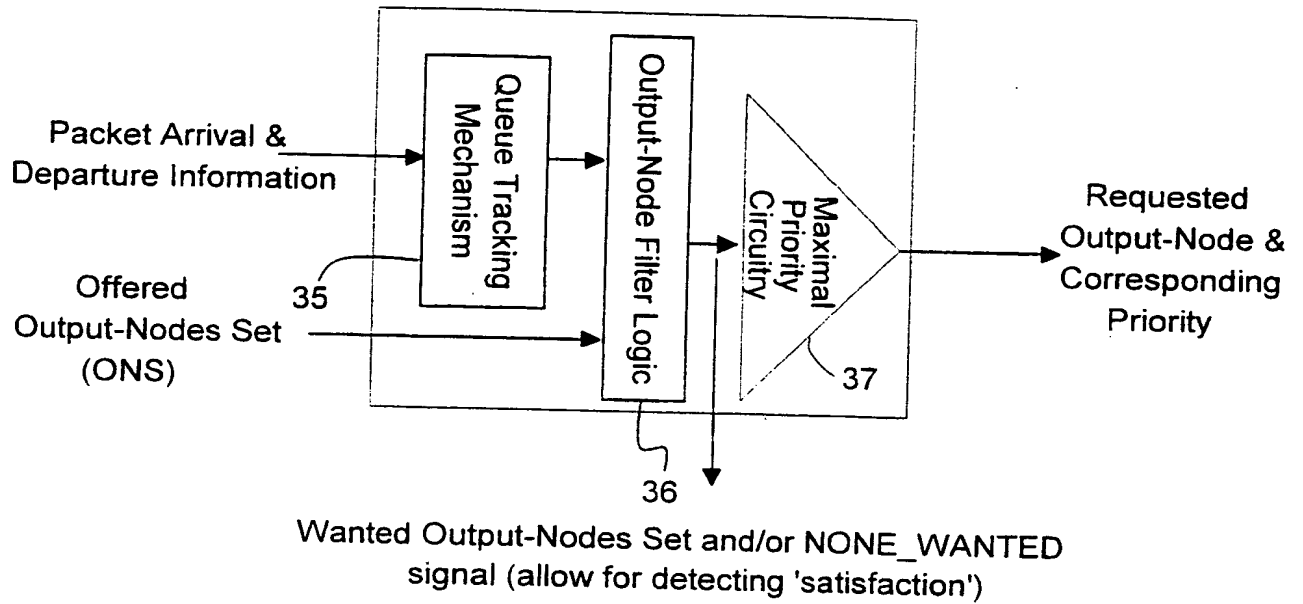 Packet Arrival &
Departure Information
Offered
Output-Nodes Set
(ONS)
35
Queue Tracking
Mechanism
Output-Node Filter Logic
36
Maximal
Priority
Circuitry
37
Requested
Output-Node &
Corresponding
Priority
Wanted Output-Nodes Set and/or NONE_WANTED
signal (allow for detecting 'satisfaction')